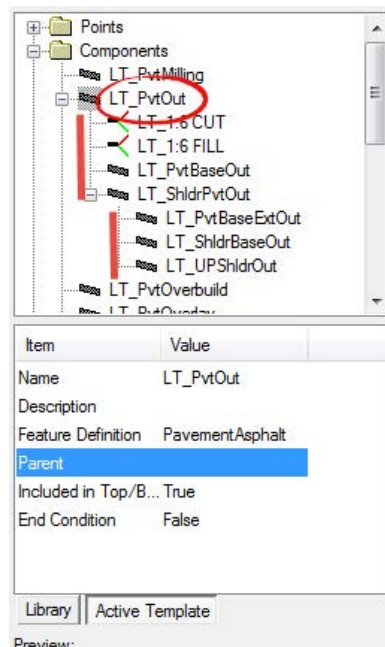 Points
Components
LT_PvtMilling
LT_PvtOut
LT_1:6 CUT
LT_1:6 FILL
LT_PvtBaseOut
LT_ShldrPvtOut
LT_PvtBaseExtOut
LT_ShldrBaseOut
LT_UPShldrOut
LT_PvtOverbuild
LT_PvtOverlay
Item Value
Name LT_PvtOut
Description
Feature Definition PavementAsphalt
Parent
Included in Top/B... True
End Condition False
Library Active Template
Preview: